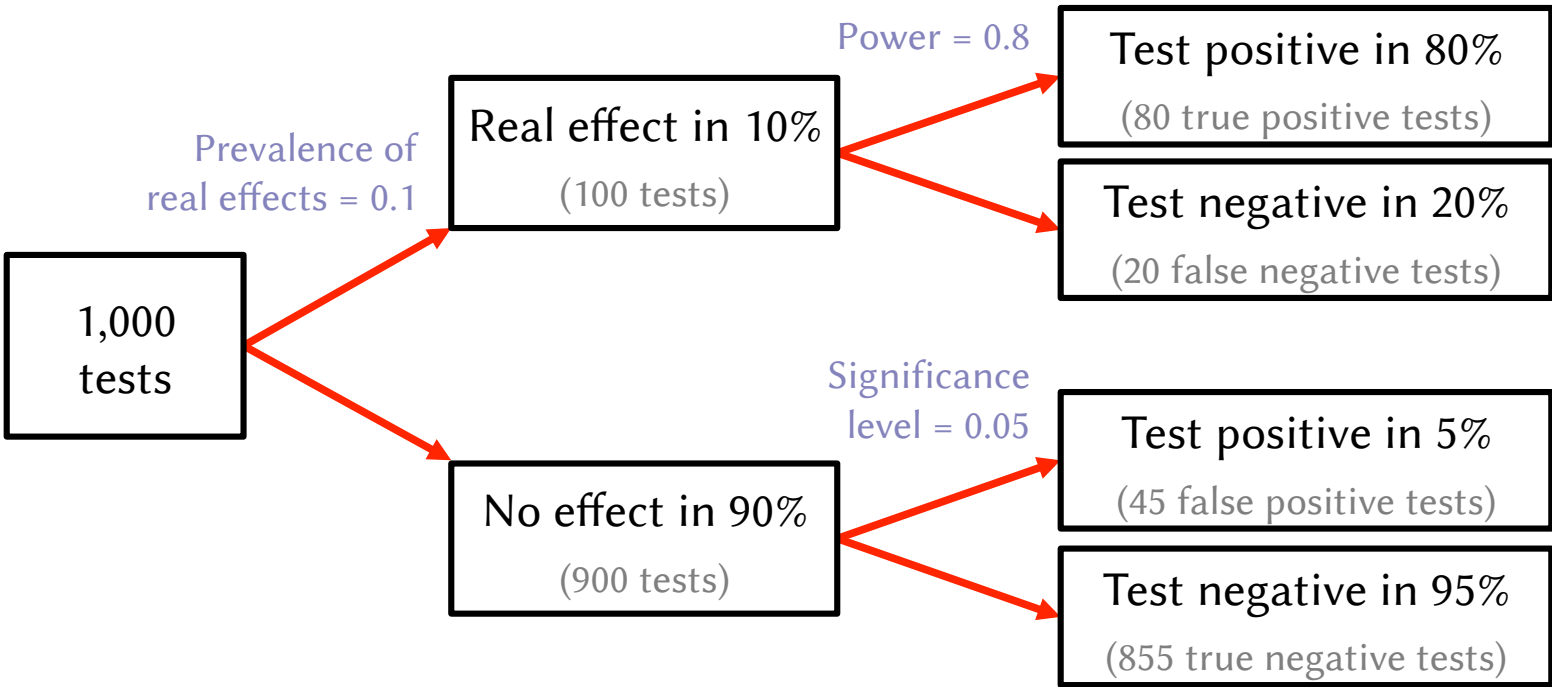 1,000
tests
Prevalence of
real effects = 0.1
Real effect in 10%
(100 tests)
No effect in 90%
(900 tests)
Power = 0.8
Test positive in 80%
(80 true positive tests)
Test negative in 20%
(20 false negative tests)
Significance
level = 0.05
Test positive in 5%
(45 false positive tests)
Test negative in 95%
(855 true negative tests)